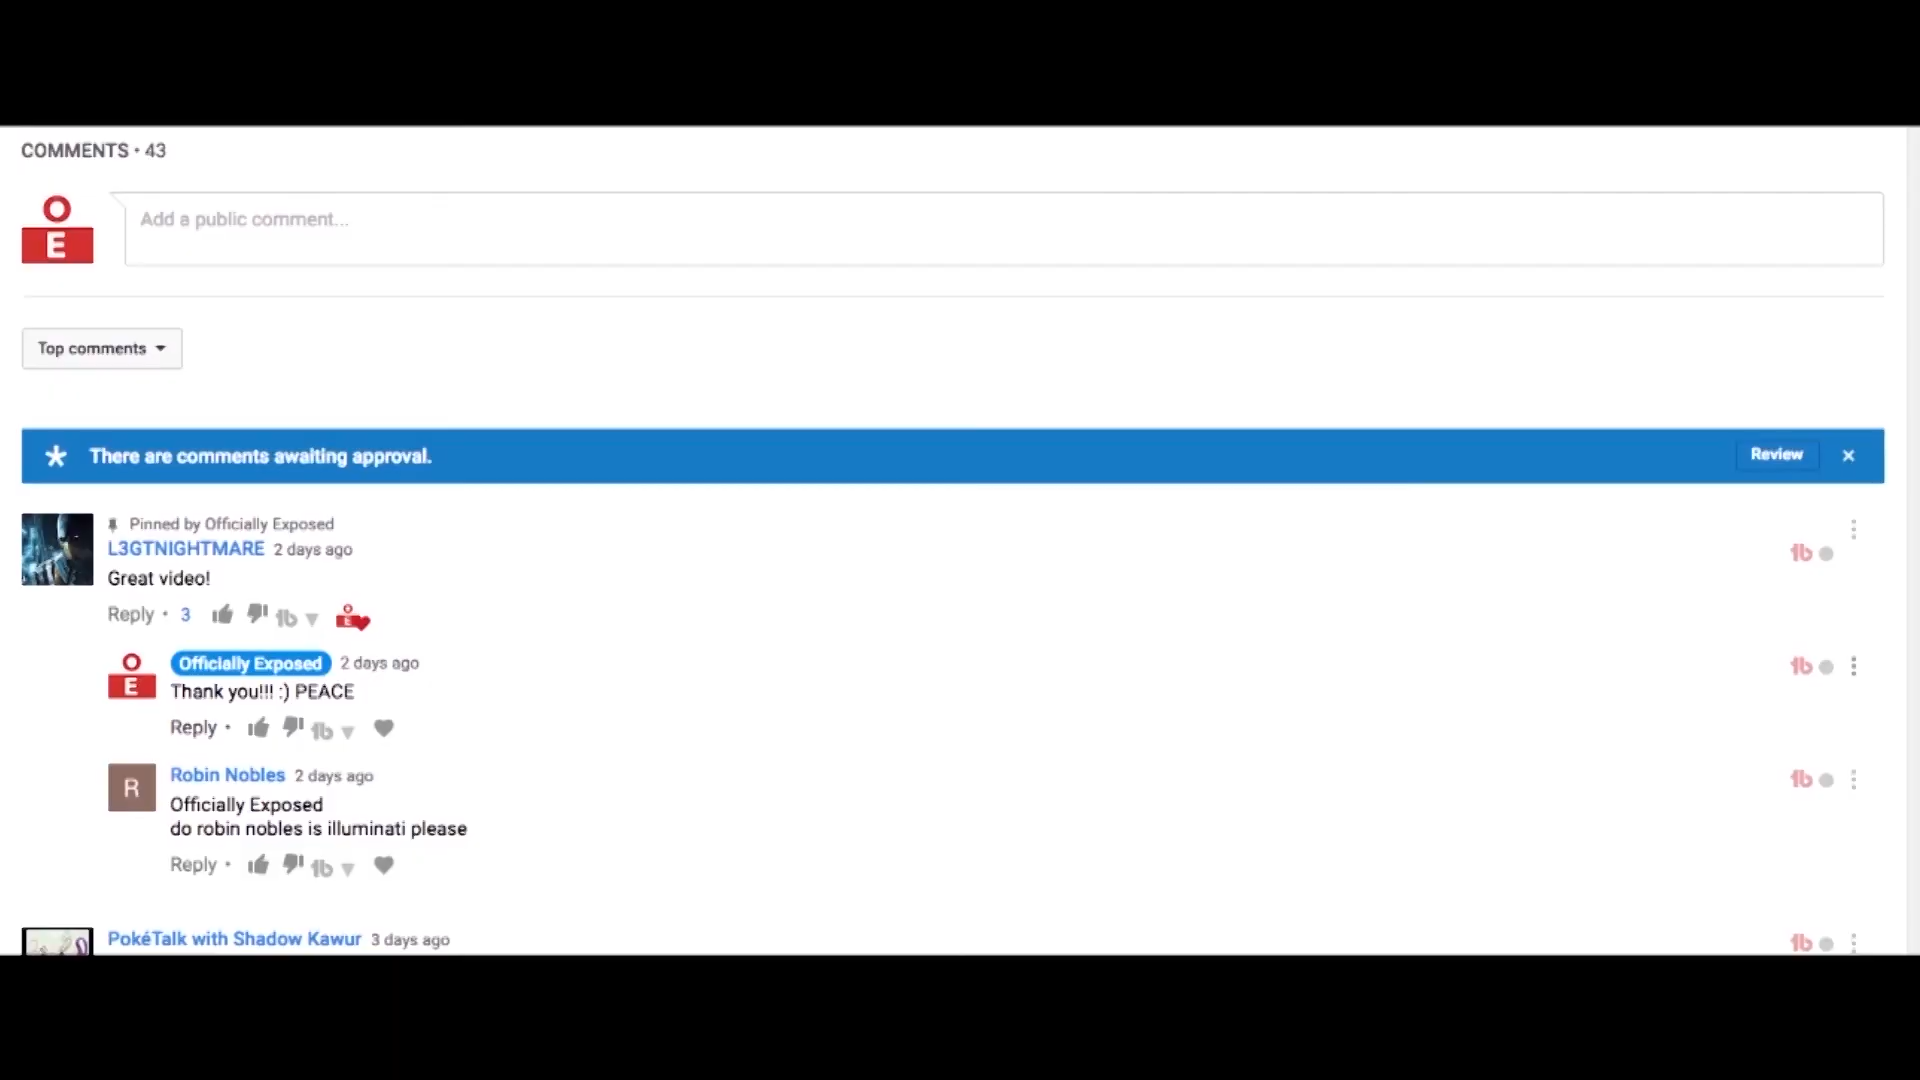 COMMENTS • 43
O
E
Add a public comment...
Top comments
There are comments awaiting approval.
Review
Pinned by Officially Exposed
L3GTNIGHTMARE 2 days ago
Great video!
Reply • 3
Officially Exposed 2 days ago
O
E
Thank you!!! :) PEACE
Reply •
Robin Nobles 2 days ago
R
Officially Exposed
do robin nobles is illuminati please
Reply •
PokéTalk with Shadow Kawur 3 days ago